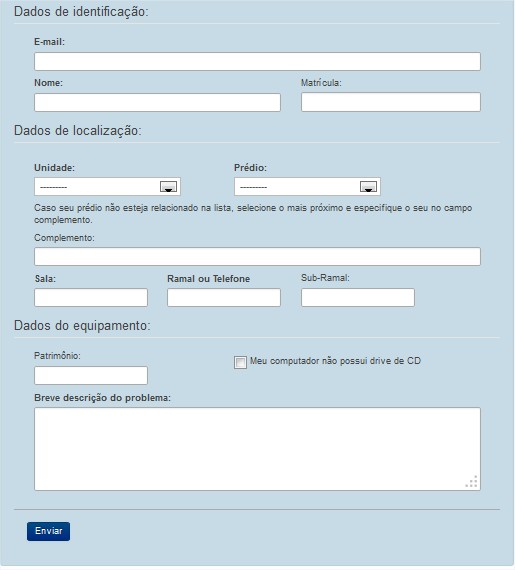 Dados de identificação:
E-mail:
Nome: Matrícula:
Dados de localização:
Unidade: Prédio:
--------- ---------
Caso seu prédio não esteja relacionado na lista, selecione o mais próximo e especifique o seu no campo
complemento.
Complemento:
Sala: Ramal ou Telefone Sub-Ramal:
Dados do equipamento:
Patrimônio: Meu computador não possui drive de CD
Breve descrição do problema:
Enviar